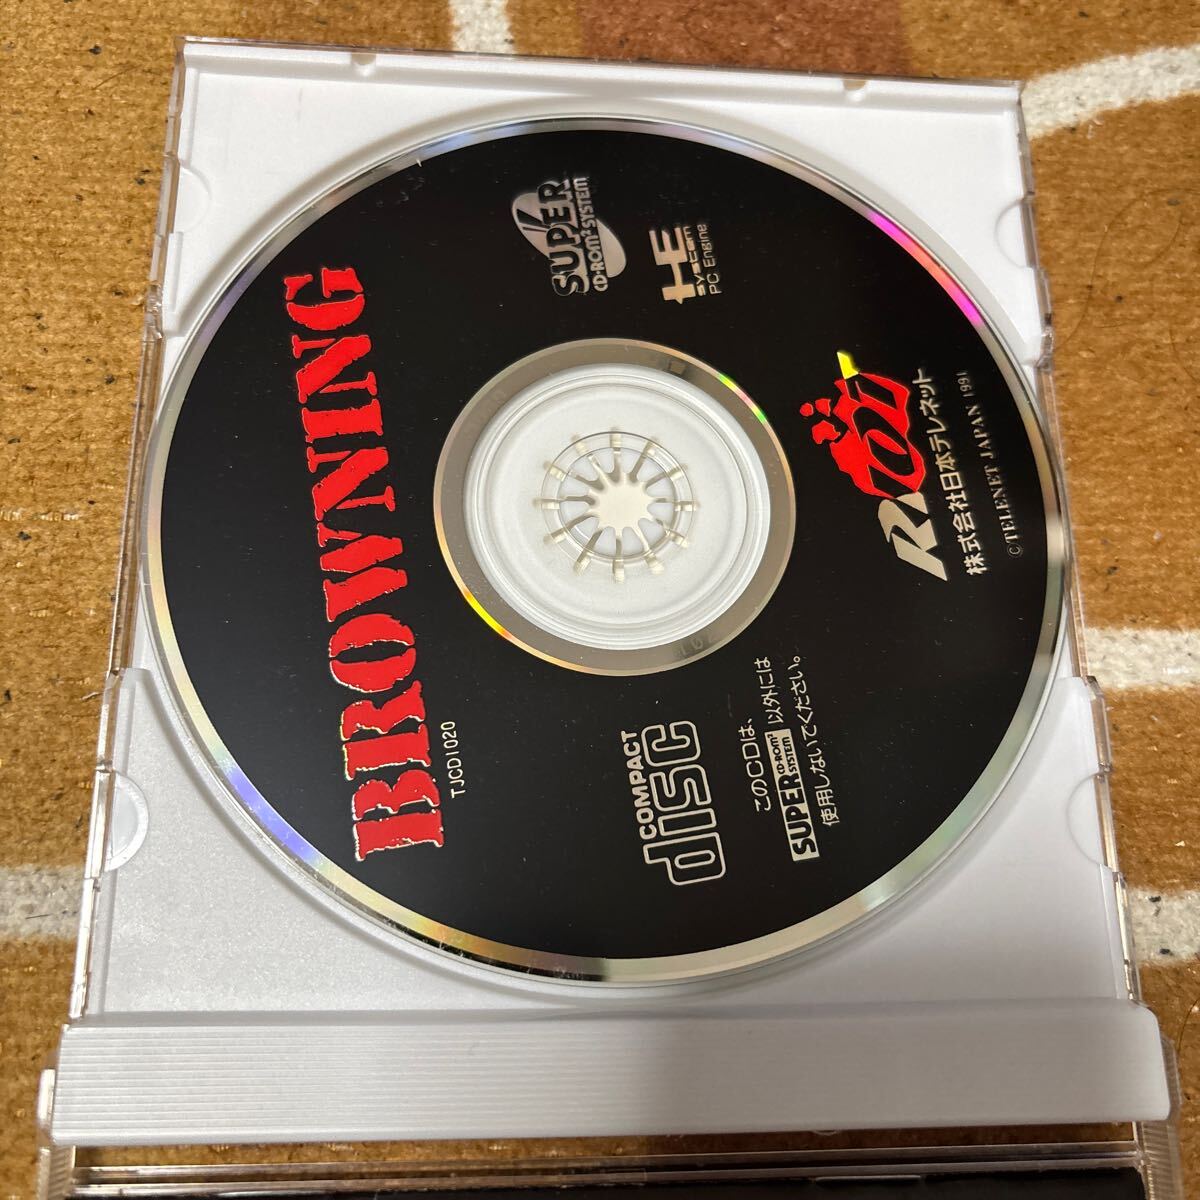 BROWNING
TJCD1020
SUPER
CD-ROM² SYSTEM
HE
SYSTEM
PC Engine
RIOT
株式会社日本テレネット
©TELENET JAPAN 1991
COMPACT
disc
このCDは、
SUPER CD-ROM² SYSTEM 以外には
使用しないでください。